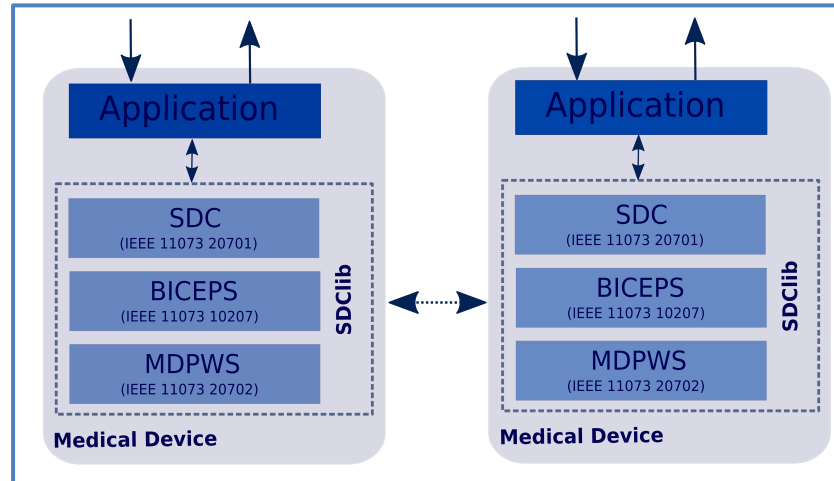 Application
SDC
(IEEE 11073 20701)
BICEPS
(IEEE 11073 10207)
MDPWS
(IEEE 11073 20702)
SDClib
Medical Device
Application
SDC
(IEEE 11073 20701)
BICEPS
(IEEE 11073 10207)
MDPWS
(IEEE 11073 20702)
SDClib
Medical Device